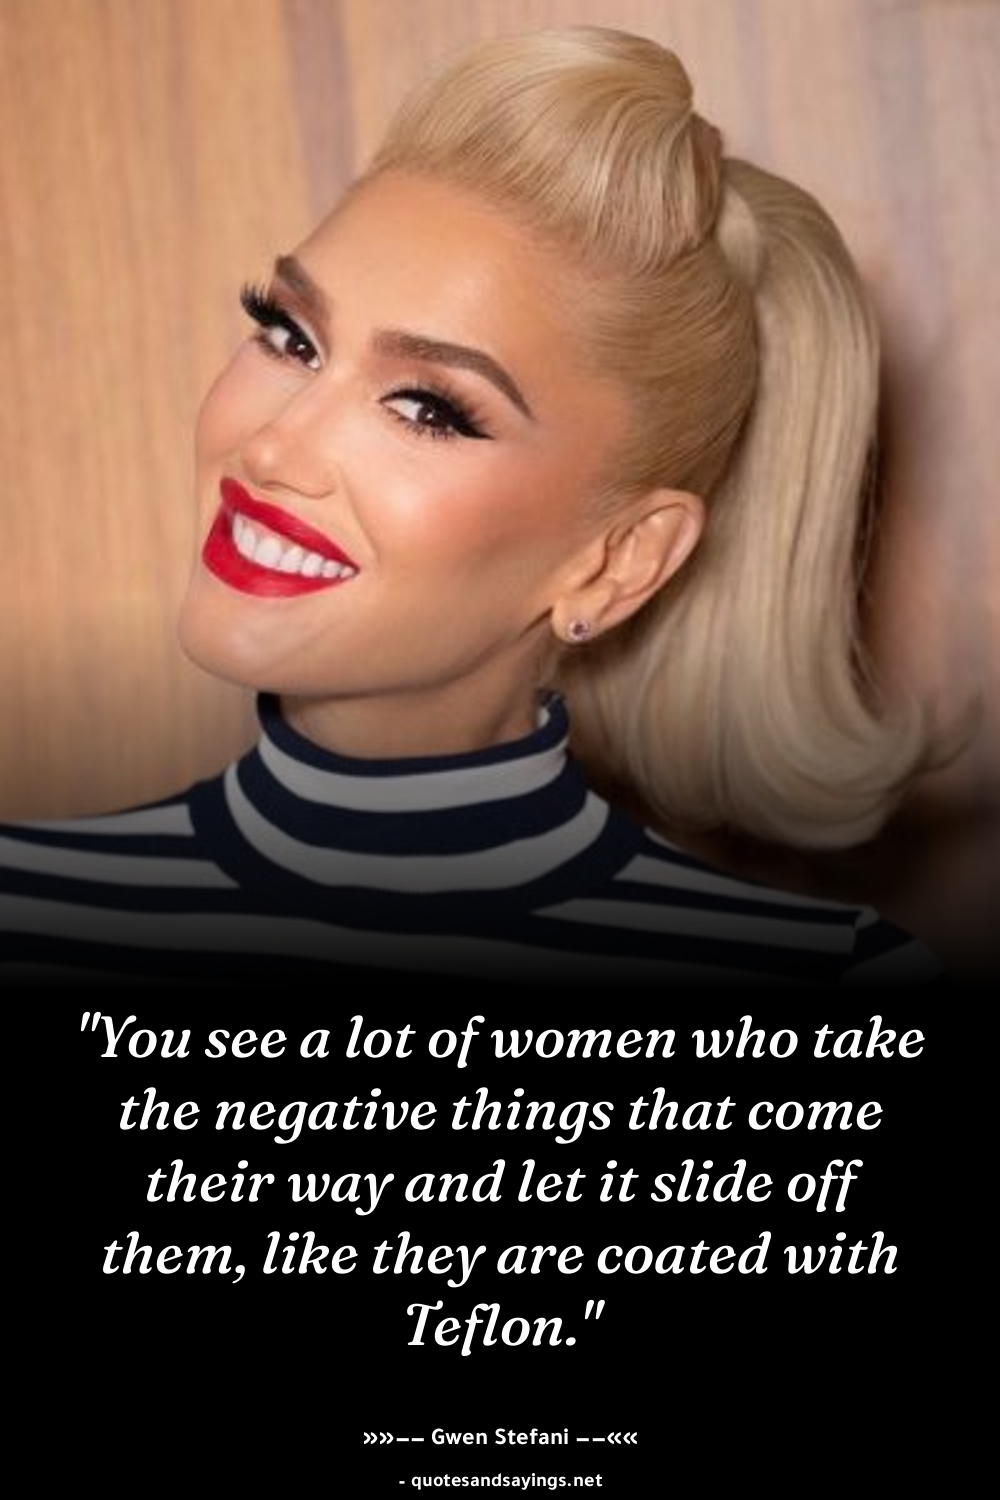 "You see a lot of women who take
the negative things that come
their way and let it slide off
them, like they are coated with
Teflon."
»»–– Gwen Stefani ––««
- quotesandsayings.net